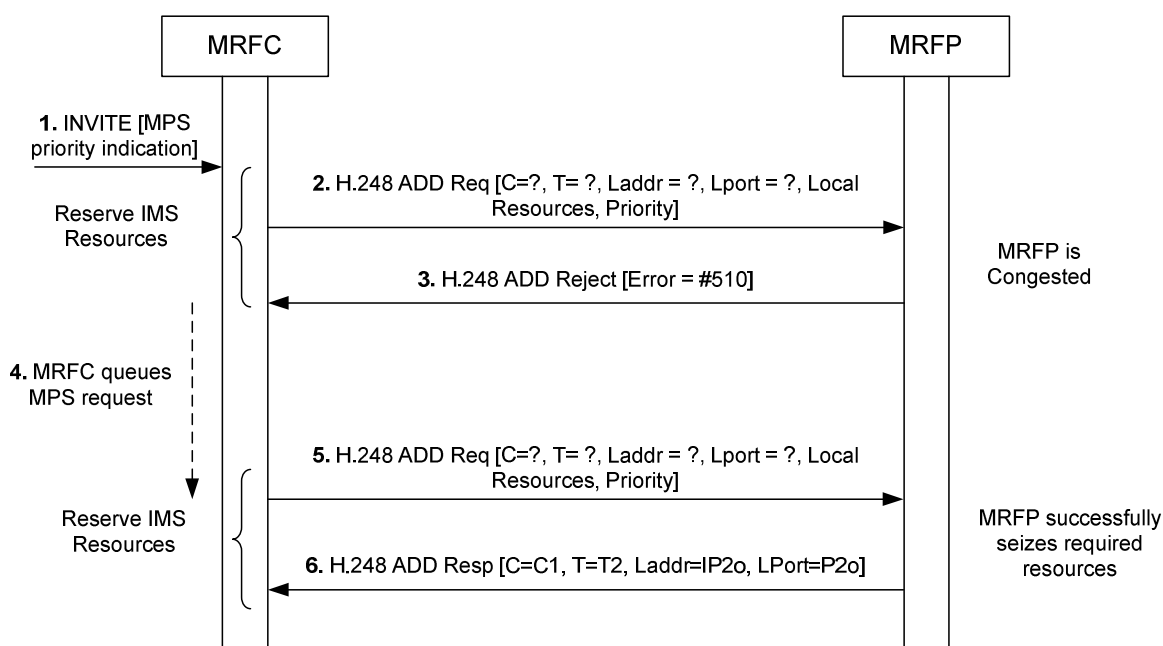 MRFC
MRFP
1. INVITE [MPS
priority indication]
2. H.248 ADD Req [C=?, T= ?, Laddr = ?, Lport = ?, Local
Resources, Priority]
Reserve IMS
Resources
MRFP is
Congested
3. H.248 ADD Reject [Error = #510]
4. MRFC queues
MPS request
5. H.248 ADD Req [C=?, T= ?, Laddr = ?, Lport = ?, Local
Resources, Priority]
Reserve IMS
Resources
MRFP successfully
seizes required
resources
6. H.248 ADD Resp [C=C1, T=T2, Laddr=IP2o, LPort=P2o]